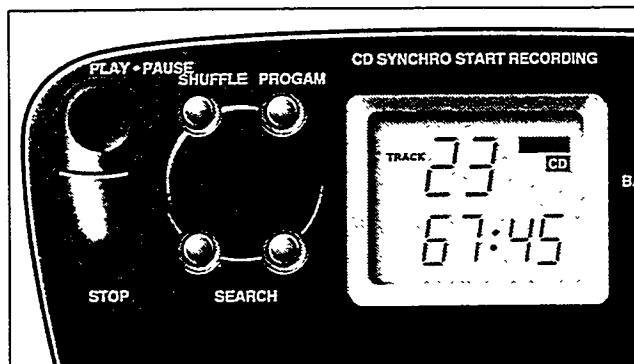 PLAY • PAUSE
SHUFFLE PROGAM
CD SYNCHRO START RECORDING
TRACK 23
CD
67:45
STOP
SEARCH